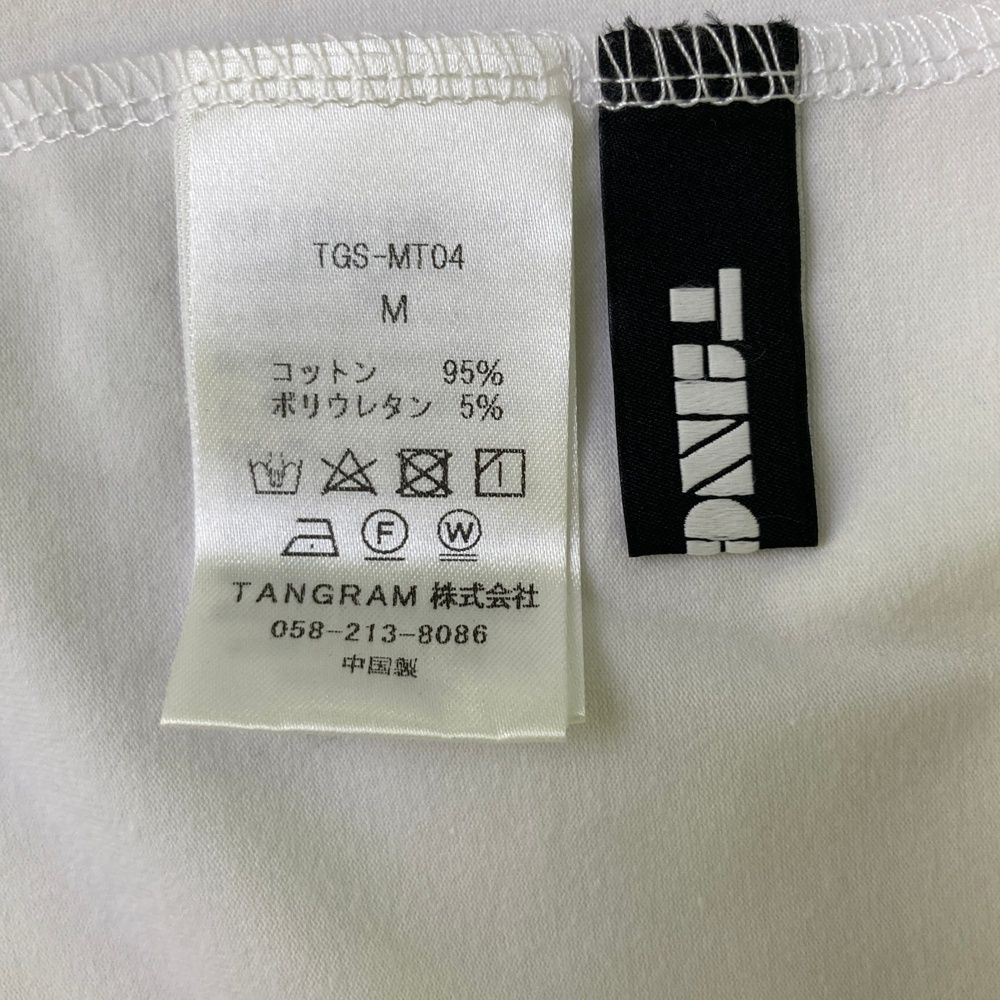 TGS-MT04
M
コットン 95%
ポリウレタン 5%
F W
TANGRAM 株式会社
058-213-8086
中国製
TANG